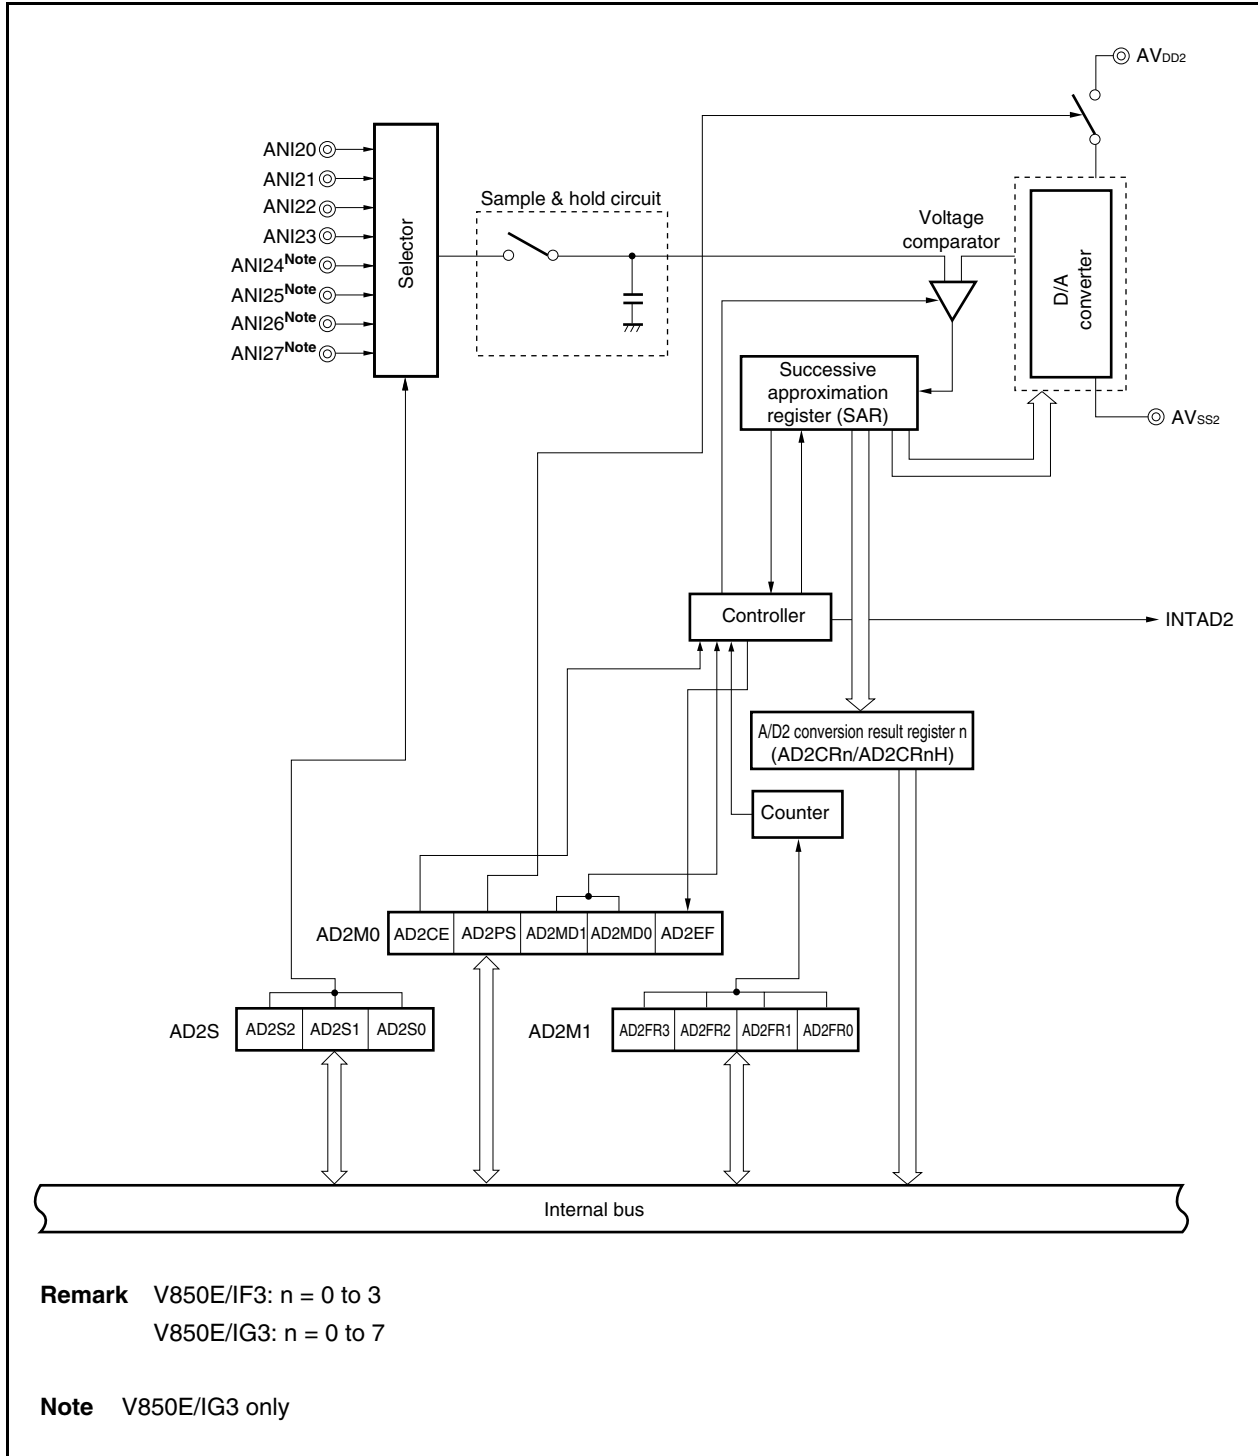 AVDD2
ANI20
ANI21
ANI22
ANI23
ANI24Note
ANI25Note
ANI26Note
ANI27Note
Selector
Sample & hold circuit
Voltage
comparator
D/A
converter
Successive
approximation
register (SAR)
AVSS2
Controller
INTAD2
A/D2 conversion result register n
(AD2CRn/AD2CRnH)
Counter
AD2M0
AD2CE AD2PS AD2MD1 AD2MD0 AD2EF
AD2S
AD2S2 AD2S1 AD2S0
AD2M1
AD2FR3 AD2FR2 AD2FR1 AD2FR0
Internal bus
Remark V850E/IF3: n = 0 to 3
V850E/IG3: n = 0 to 7
Note V850E/IG3 only